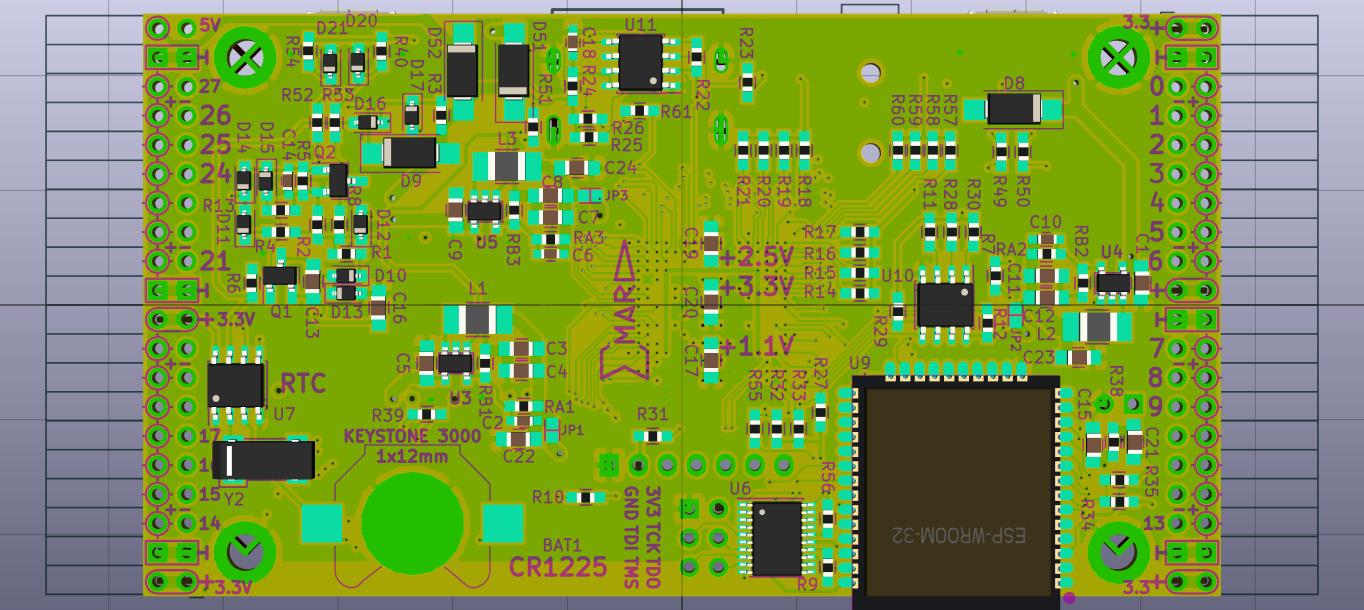 5V D21 D20 D52 D51 U11 R23 3.3
R54 R40 D17 R3 C18 R24 R22 D8
27 R52 R53 D16 R51 R61 R60 R59 R58 R57 0
26 R26 1
25 D14 D15 C14 R5 Q2 L3 R25 2
24 D9 C24 3
R13 R8 C8 JP3 R21 R20 R19 R18 R11 R28 R30 R49 R50 4
D11 D12 C9 U5 RB3 C7 RA3 C19 R17 C10 5
R4 R2 R1 C6 +2.5V R16 R7 RA2 RB2 U4 C1 6
21 R6 D10 +3.3V R15 U10 C11
Q1 C13 D13 C16 L1 MAR C20 R14 R29 R12 C12
+3.3V JP2 L2 7
C5 C3 C17 +1.1V C23
RTC C4 R27 U9 8
U7 R39 U3 RB1 RA1 R31 R55 R32 R33 C15 R38 9
17 KEYSTONE 3000 C2 JP1 C21
1x12mm C22
15 Y2 R10 U6 R56 R35
14 3V3 TCK TDO R34 13
GND TDI TMS ESP-WROOM-32
BAT1
CR1225 R9
3.3V 3.3